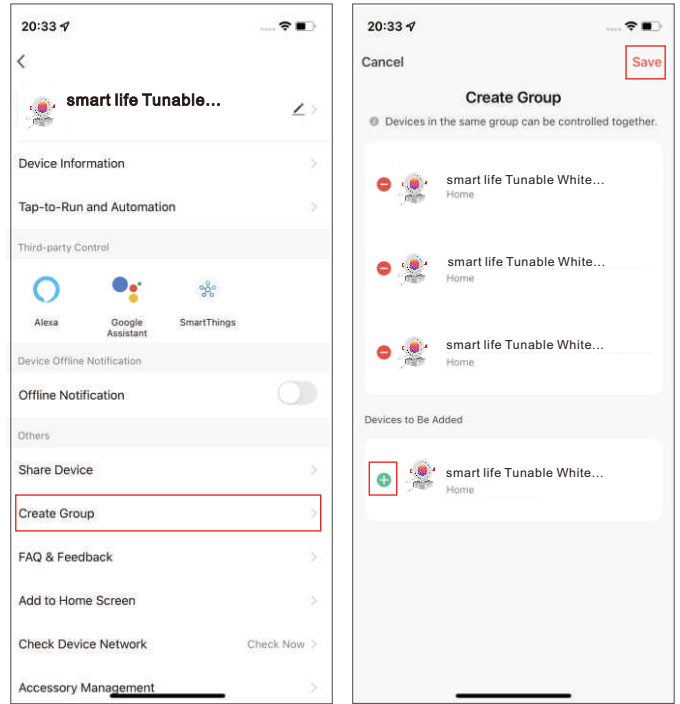 20:33
smart life Tunable...
Device Information
Tap-to-Run and Automation
Third-party Control
Alexa
Google Assistant
SmartThings
Device Offline Notification
Offline Notification
Others
Share Device
Create Group
FAQ & Feedback
Add to Home Screen
Check Device Network Check Now
Accessory Management
20:33
Cancel Save
Create Group
Devices in the same group can be controlled together.
smart life Tunable White...
Home
smart life Tunable White...
Home
smart life Tunable White...
Home
Devices to Be Added
smart life Tunable White...
Home